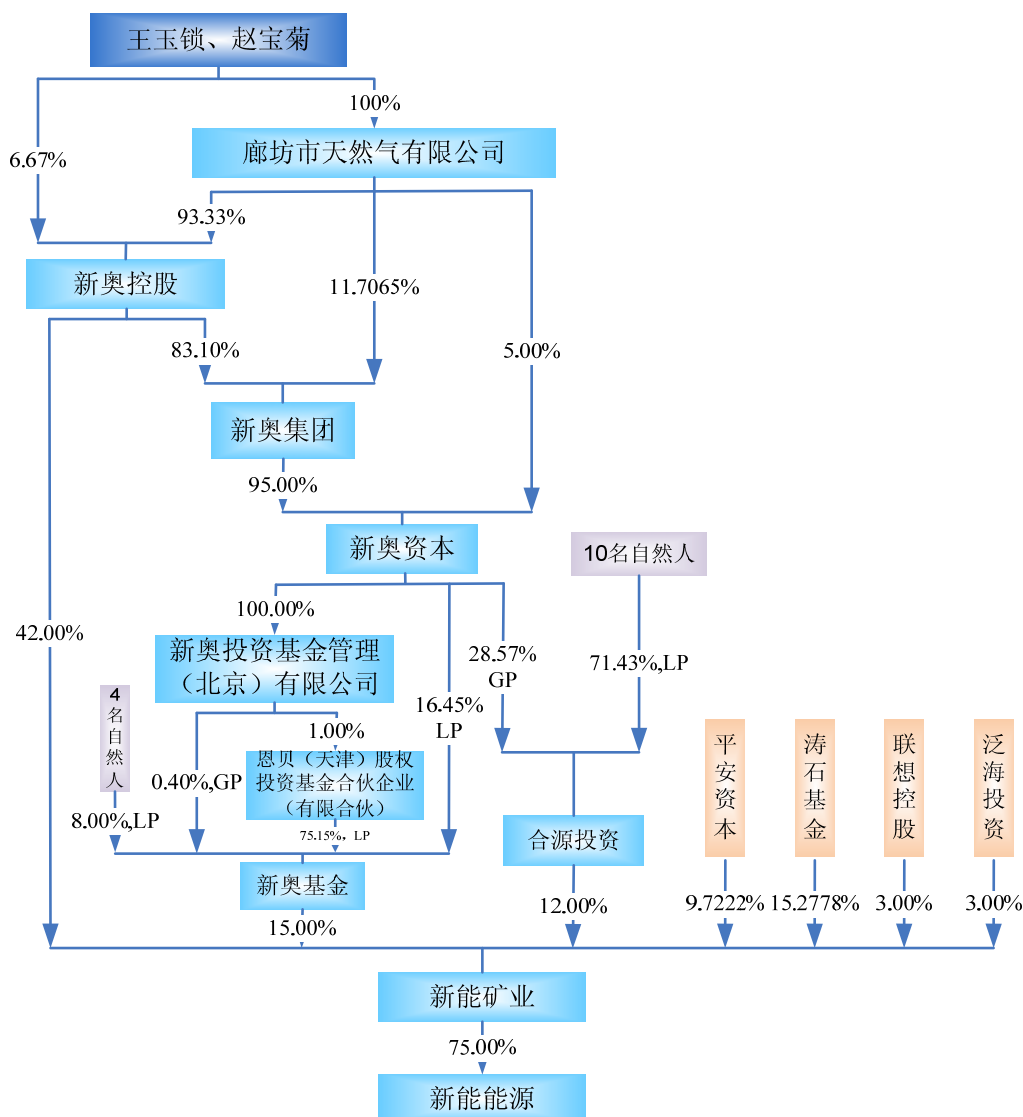 王玉锁、赵宝菊
100%
廊坊市天然气有限公司
6.67%
93.33%
新奥控股
11.7065%
83.10%
5.00%
新奥集团
95.00%
新奥资本
10名自然人
100.00%
42.00%
新奥投资基金管理
（北京）有限公司
28.57%
GP
71.43%,LP
16.45%
LP
4
名
自
然
人
1.00%
0.40%,GP
恩贝（天津）股权
投资基金合伙企业
（有限合伙）
8.00%,LP
75.15%，LP
平
安
资
本
涛
石
基
金
联
想
控
股
泛
海
投
资
合源投资
新奥基金
15.00%
12.00%
9.7222%
15.2778%
3.00%
3.00%
新能矿业
75.00%
新能能源